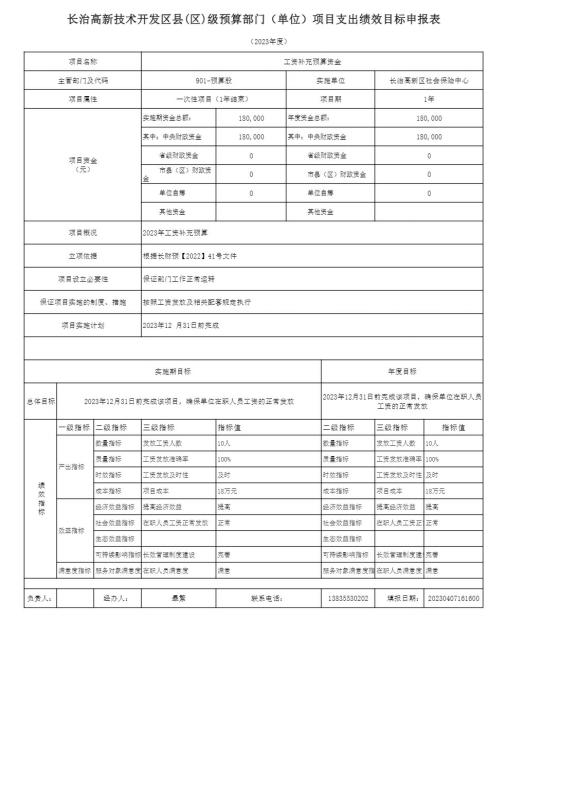 长治高新技术开发区县(区)级预算部门（单位）项目支出绩效目标申报表
（2023年度）
项目名称 工资补充预算资金
主管部门及代码 901-预算股 实施单位 长治高新区社会保险中心
项目属性 一次性项目（1年结束） 项目期 1年
项目资金（元） 实施期资金总额： 180,000 年度资金总额： 180,000
其中：中央财政资金 180,000 其中：中央财政资金 180,000
省级财政资金 0 省级财政资金 0
市县（区）财政资金 0 市县（区）财政资金 0
单位自筹 0 单位自筹 0
其他资金 其他资金
项目概况 2023年工资补充预算
立项依据 根据长财预【2022】41号文件
项目设立必要性 保证部门工作正常运转
保证项目实施的制度、措施 按照工资发放及相关配套规定执行
项目实施计划 2023年12 月31日前完成
实施期目标 年度目标
总体目标 2023年12月31日前完成该项目，确保单位在职人员工资的正常发放 2023年12月31日前完成该项目，确保单位在职人员工资的正常发放
绩效指标 一级指标 二级指标 三级指标 指标值 二级指标 三级指标 指标值
产出指标 数量指标 发放工资人数 10人 数量指标 发放工资人数 10人
质量指标 工资发放准确率 100% 质量指标 工资发放准确率 100%
时效指标 工资发放及时性 及时 时效指标 工资发放及时性 及时
成本指标 项目成本 18万元 成本指标 项目成本 18万元
效益指标 经济效益指标 提高经济效益 提高 经济效益指标 提高经济效益 提高
社会效益指标 在职人员工资正常发放 正常 社会效益指标 在职人员工资正 正常
生态效益指标 生态效益指标
可持续影响指标 长效管理制度建设 完善 可持续影响指标 长效管理制度建 完善
满意度指标 服务对象满意度 在职人员满意度 满意 服务对象满意度指 在职人员满意度 满意
负责人： 经办人： 联系电话： 13835530202 填报日期： 20230407161600